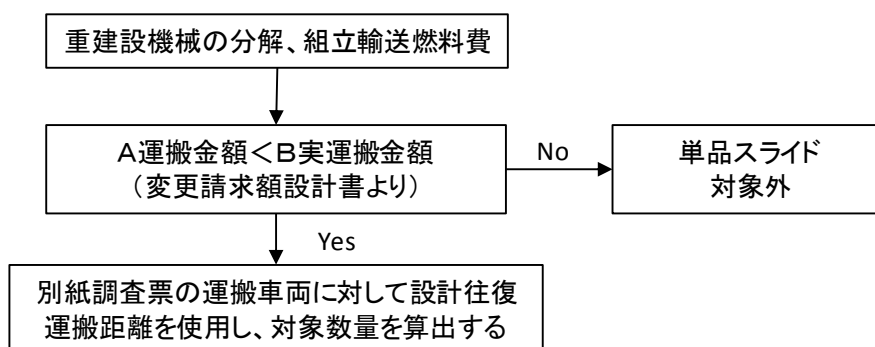 重建設機械の分解、組立輸送燃料費
A運搬金額<B実運搬金額
(変更請求額設計書より)
No
単品スライド
対象外
Yes
別紙調査票の運搬車両に対して設計往復
運搬距離を使用し、対象数量を算出する